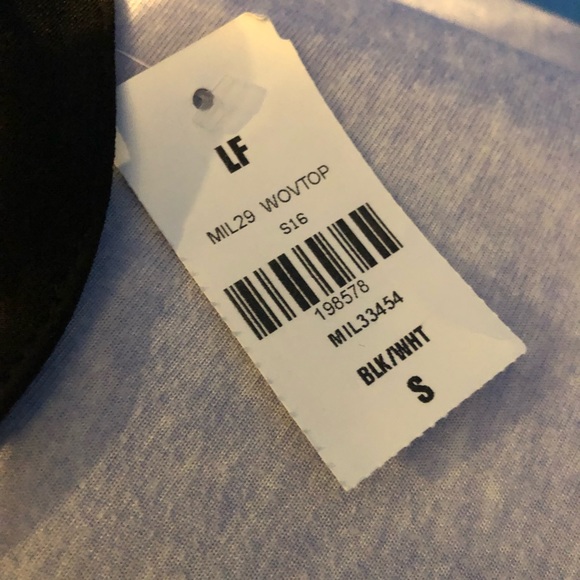 LF
MIL29 WOVTOP
S16
198578
MIL33454
BLK/WHT
S